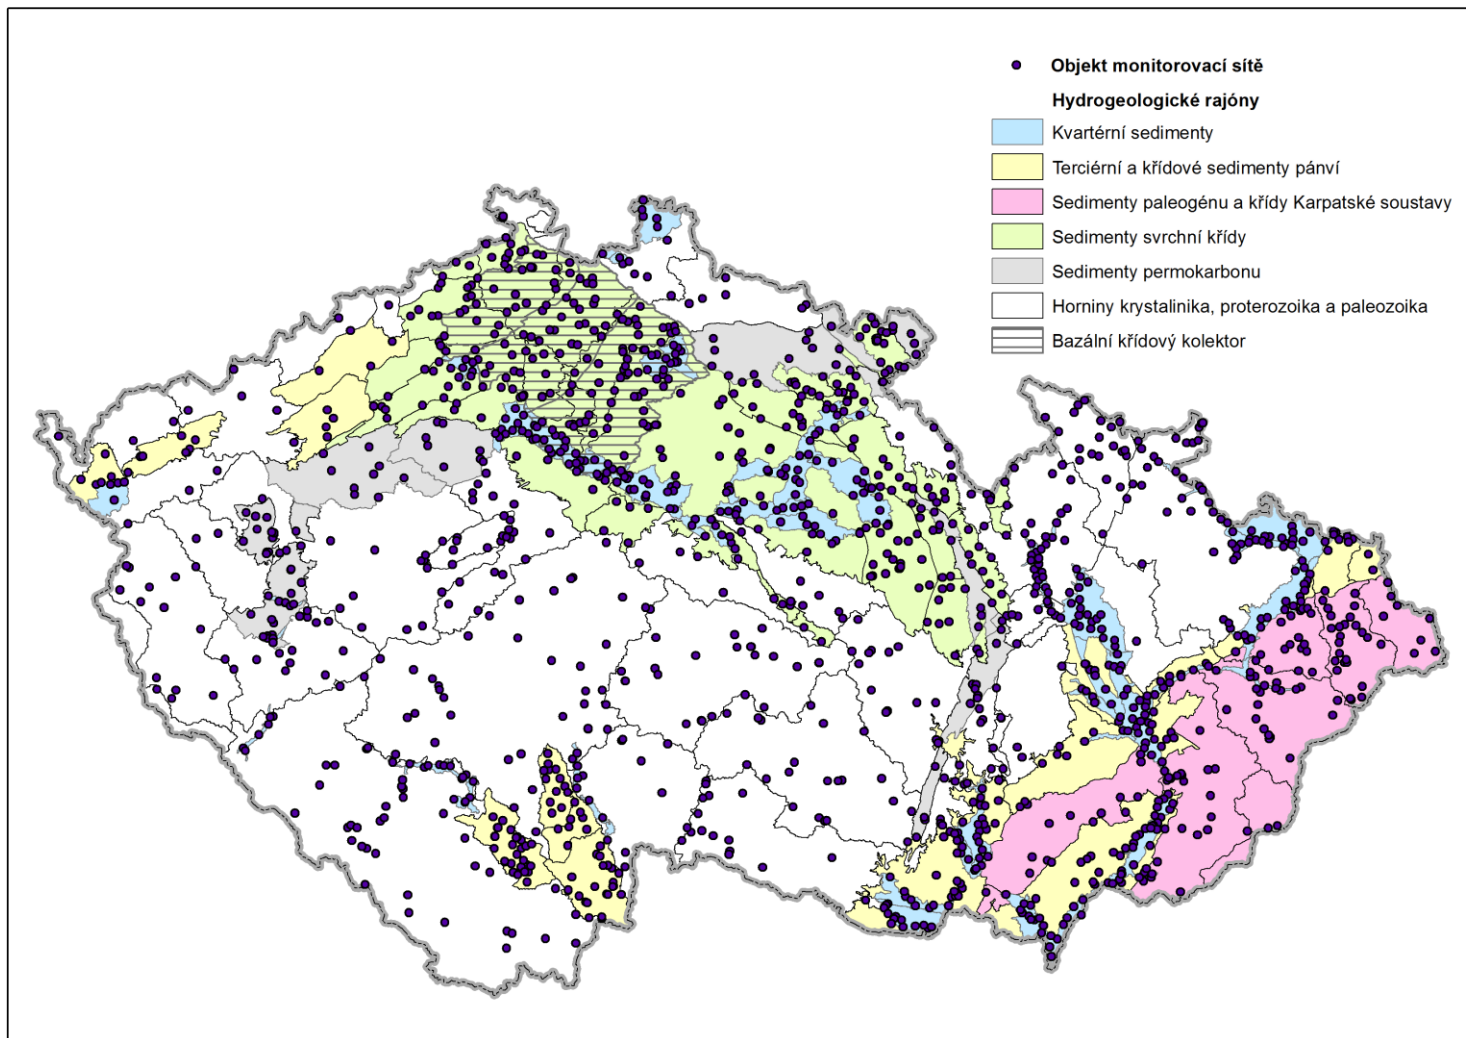 Objekt monitorovací sítě
Hydrogeologické rajóny
Kvartérní sedimenty
Terciérní a křídové sedimenty pánví
Sedimenty paleogénu a křídy Karpatské soustavy
Sedimenty svrchní křídy
Sedimenty permokarbonu
Horniny krystalinika, proterozoika a paleozoika
Bazální křídový kolektor